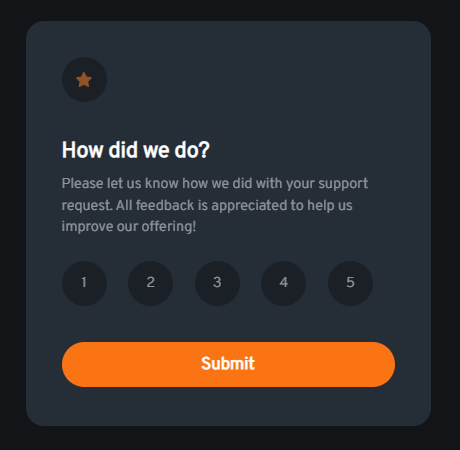 How did we do?
Please let us know how we did with your support
request. All feedback is appreciated to help us
improve our offering!
1 2 3 4 5
Submit